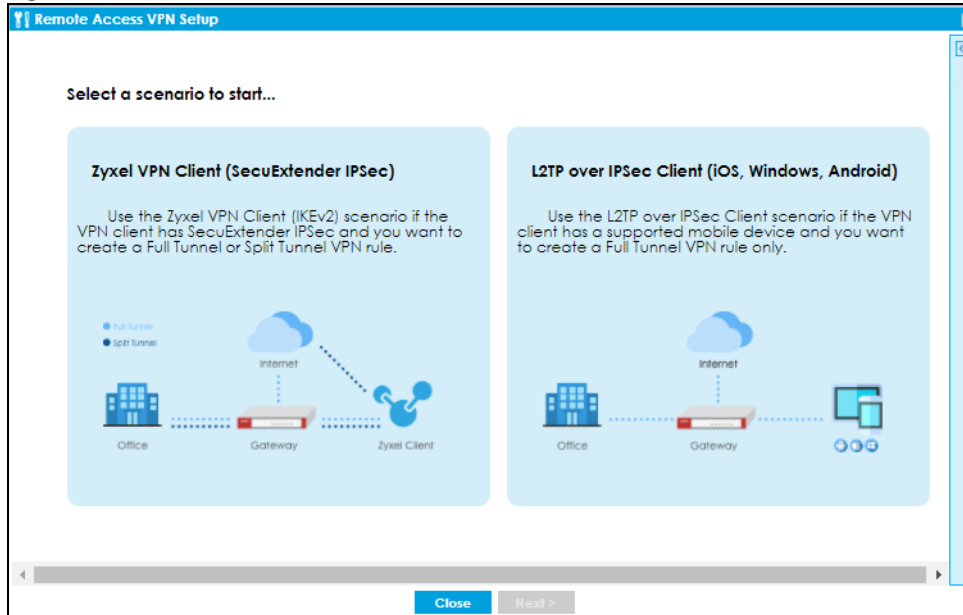 Remote Access VPN Setup
Select a scenario to start...
Zyxel VPN Client (SecuExtender IPSec)
Use the Zyxel VPN Client (IKEv2) scenario if the
VPN client has SecuExtender IPSec and you want to
create a Full Tunnel or Split Tunnel VPN rule.
Full Tunnel
Split Tunnel
Internet
Office
Gateway
Zyxel Client
L2TP over IPSec Client (iOS, Windows, Android)
Use the L2TP over IPSec Client scenario if the VPN
client has a supported mobile device and you want
to create a Full Tunnel VPN rule only.
Internet
Office
Gateway
Close
Next >